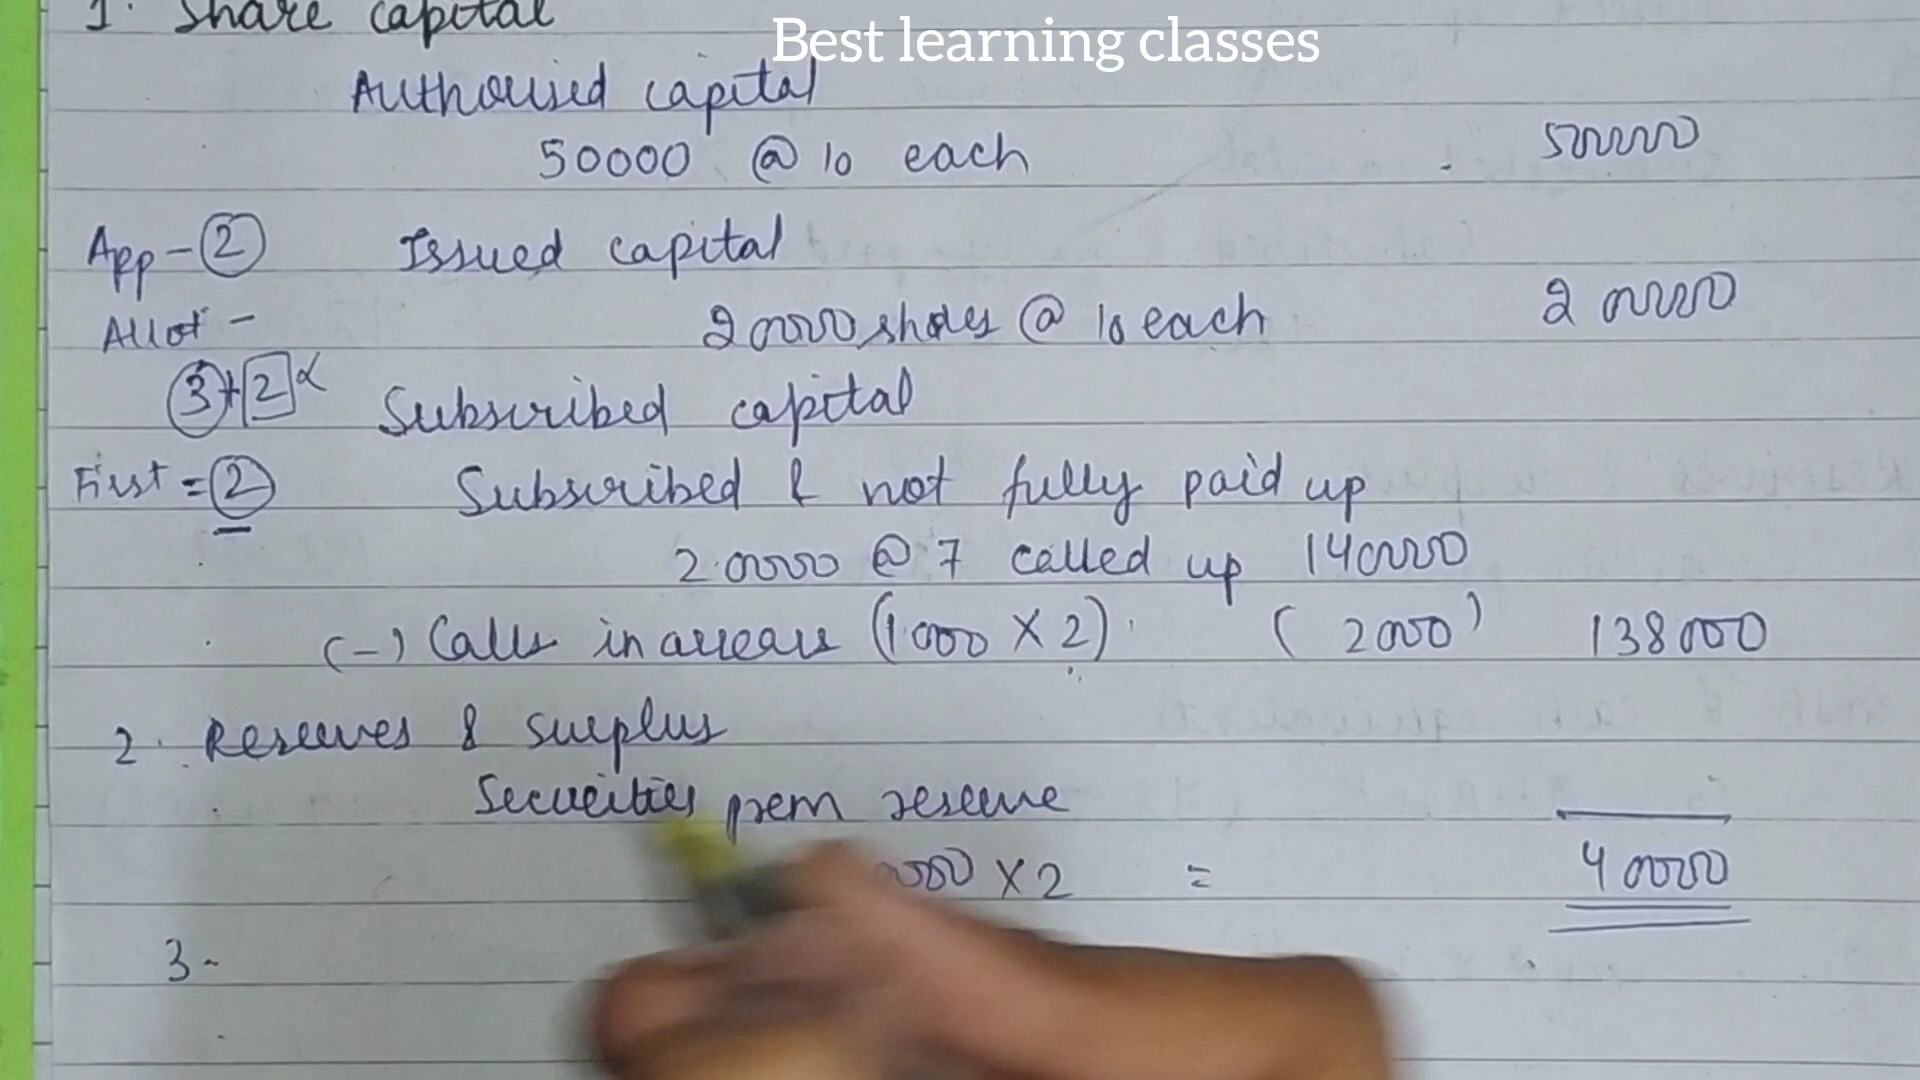 1. Share capital
Best learning classes
Authorised capital
50000 @ 10 each 500000
App - 2 Issued capital
Allot - 20000 shares @ 10 each 200000
3 + 2 Subscribed capital
First = 2 Subscribed & not fully paid up
20000 @ 7 called up 140000
(-) Calls in arrears (1000 X 2) (2000) 138000
2. Reserves & surplus
Securities prem reserve
X 2 = 40000
3-